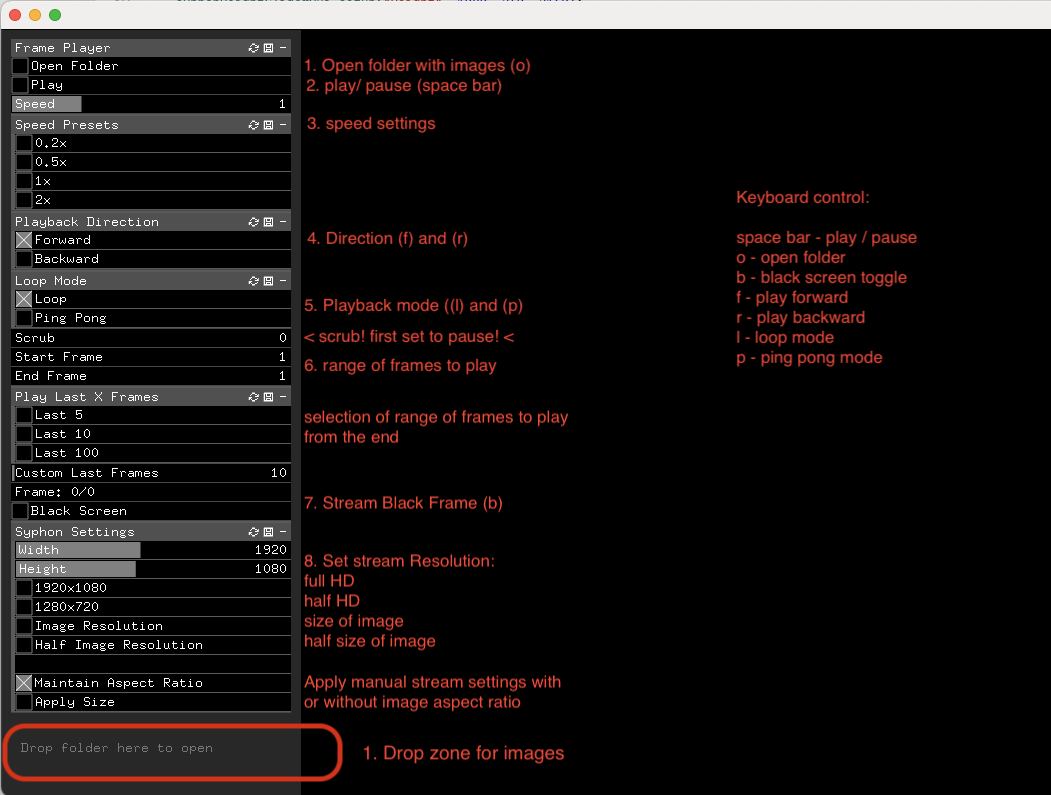 Frame Player
Open Folder
Play
Speed 1
Speed Presets
0.2x
0.5x
1x
2x
Playback Direction
Forward
Backward
Loop Mode
Loop
Ping Pong
Scrub 0
Start Frame 1
End Frame 1
Play Last X Frames
Last 5
Last 10
Last 100
Custom Last Frames 10
Frame: 0/0
Black Screen
Syphon Settings
Width 1920
Height 1080
1920x1080
1280x720
Image Resolution
Half Image Resolution
Maintain Aspect Ratio
Apply Size
Drop folder here to open
1. Open folder with images (o)
2. play/ pause (space bar)
3. speed settings
4. Direction (f) and (r)
5. Playback mode ((l) and (p)
< scrub! first set to pause! <
6. range of frames to play
selection of range of frames to play
from the end
7. Stream Black Frame (b)
8. Set stream Resolution:
full HD
half HD
size of image
half size of image
Apply manual stream settings with
or without image aspect ratio
1. Drop zone for images
Keyboard control:
space bar - play / pause
o - open folder
b - black screen toggle
f - play forward
r - play backward
l - loop mode
p - ping pong mode